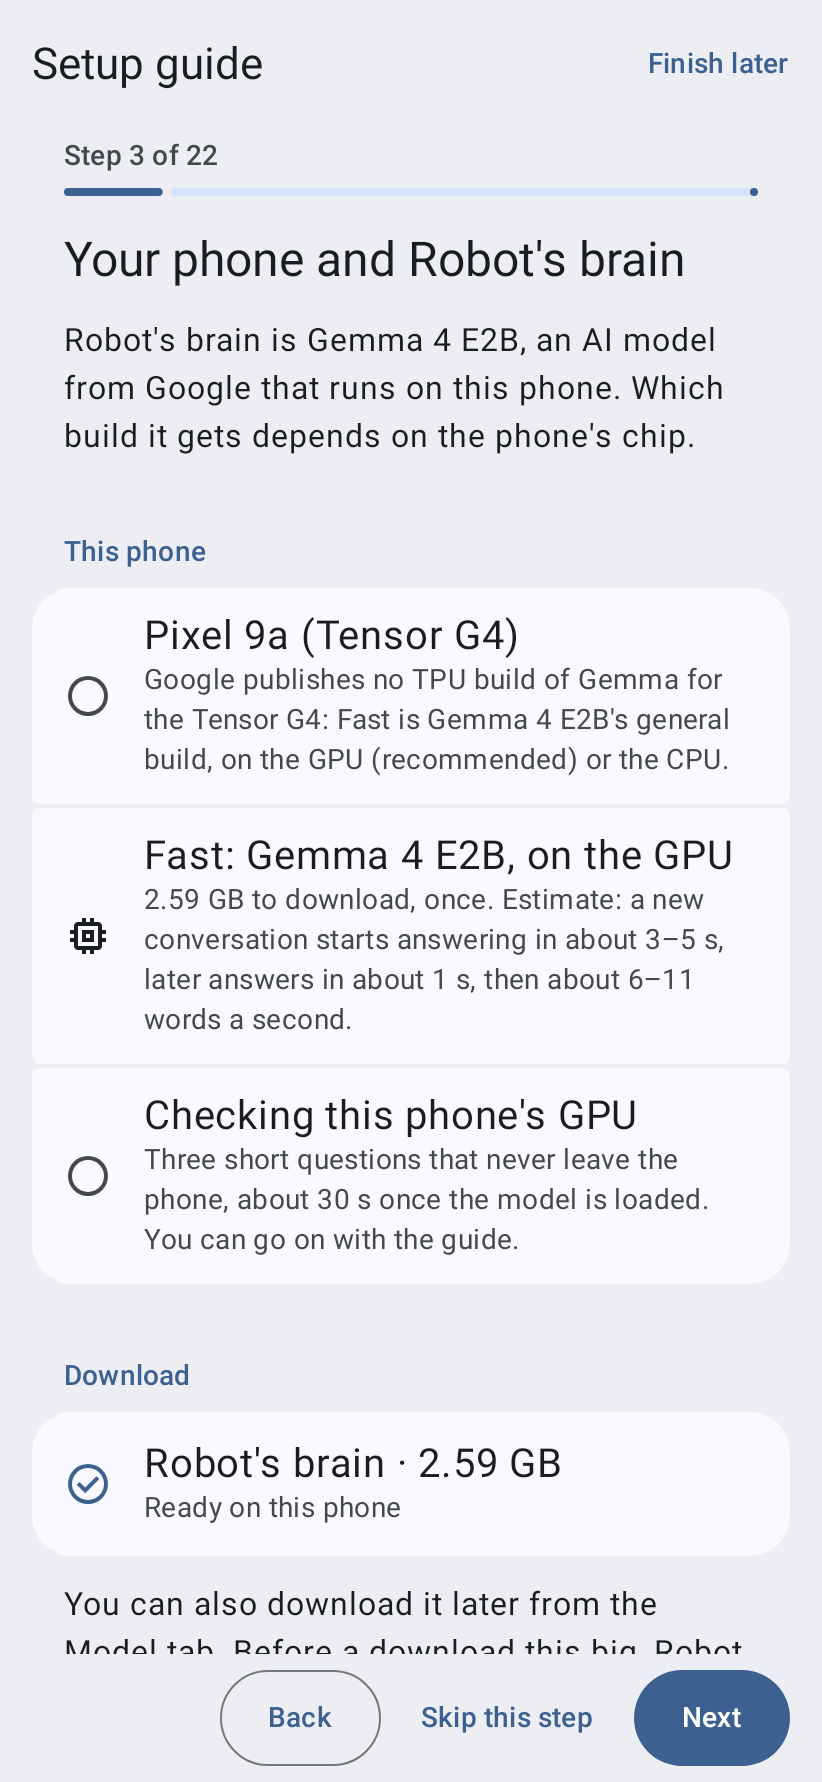 Setup guide
Finish later
Step 3 of 22
Your phone and Robot's brain
Robot's brain is Gemma 4 E2B, an AI model
from Google that runs on this phone. Which
build it gets depends on the phone's chip.
This phone
Pixel 9a (Tensor G4)
Google publishes no TPU build of Gemma for
the Tensor G4: Fast is Gemma 4 E2B's general
build, on the GPU (recommended) or the CPU.
Fast: Gemma 4 E2B, on the GPU
2.59 GB to download, once. Estimate: a new
conversation starts answering in about 3–5 s,
later answers in about 1 s, then about 6–11
words a second.
Checking this phone's GPU
Three short questions that never leave the
phone, about 30 s once the model is loaded.
You can go on with the guide.
Download
Robot's brain · 2.59 GB
Ready on this phone
You can also download it later from the
Model tab. Before a download this big, Robot
Back
Skip this step
Next